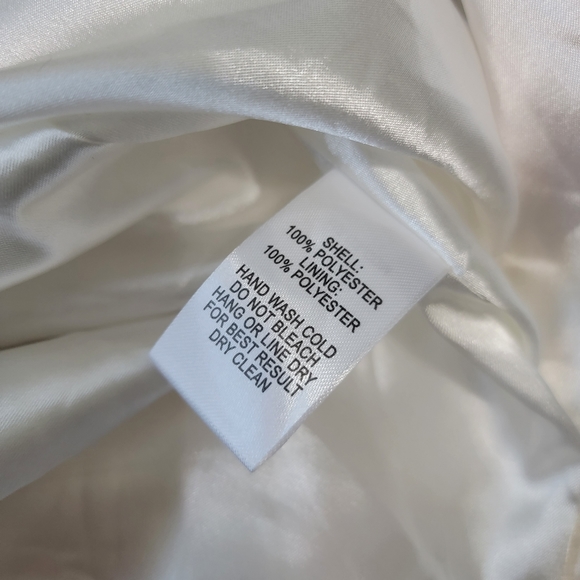 SHELL:
100% POLYESTER
LINING:
100% POLYESTER
HAND WASH COLD
DO NOT BLEACH
HANG OR LINE DRY
FOR BEST RESULT
DRY CLEAN